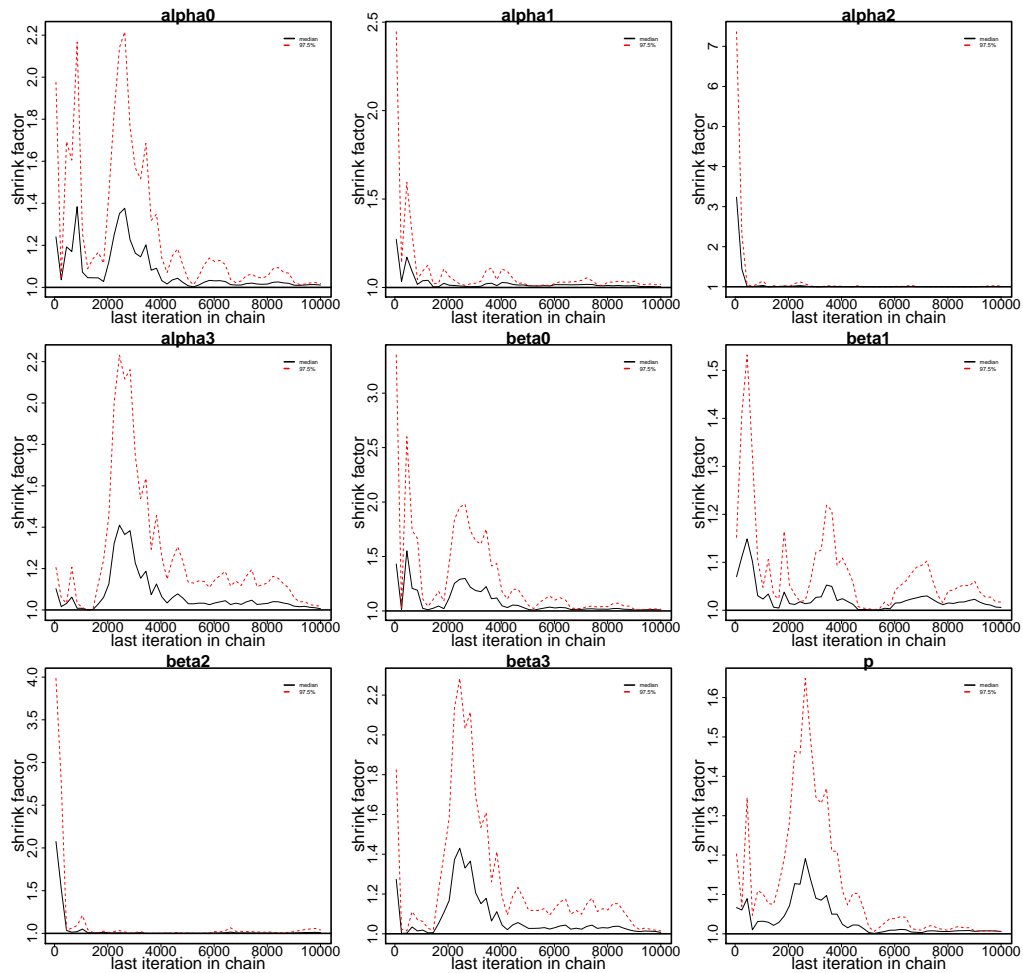 alpha0
shrink factor
1.0 1.2 1.4 1.6 1.8 2.0 2.2
median
97.5%
0 2000 4000 6000 8000 10000
last iteration in chain
alpha1
shrink factor
1.0 1.5 2.0 2.5
median
97.5%
0 2000 4000 6000 8000 10000
last iteration in chain
alpha2
shrink factor
1 2 3 4 5 6 7
median
97.5%
0 2000 4000 6000 8000 10000
last iteration in chain
alpha3
shrink factor
1.0 1.2 1.4 1.6 1.8 2.0 2.2
median
97.5%
0 2000 4000 6000 8000 10000
last iteration in chain
beta0
shrink factor
1.0 1.5 2.0 2.5 3.0
median
97.5%
0 2000 4000 6000 8000 10000
last iteration in chain
beta1
shrink factor
1.0 1.1 1.2 1.3 1.4 1.5
median
97.5%
0 2000 4000 6000 8000 10000
last iteration in chain
beta2
shrink factor
1.0 1.5 2.0 2.5 3.0 3.5 4.0
median
97.5%
0 2000 4000 6000 8000 10000
last iteration in chain
beta3
shrink factor
1.0 1.2 1.4 1.6 1.8 2.0 2.2
median
97.5%
0 2000 4000 6000 8000 10000
last iteration in chain
p
shrink factor
1.0 1.1 1.2 1.3 1.4 1.5 1.6
median
97.5%
0 2000 4000 6000 8000 10000
last iteration in chain